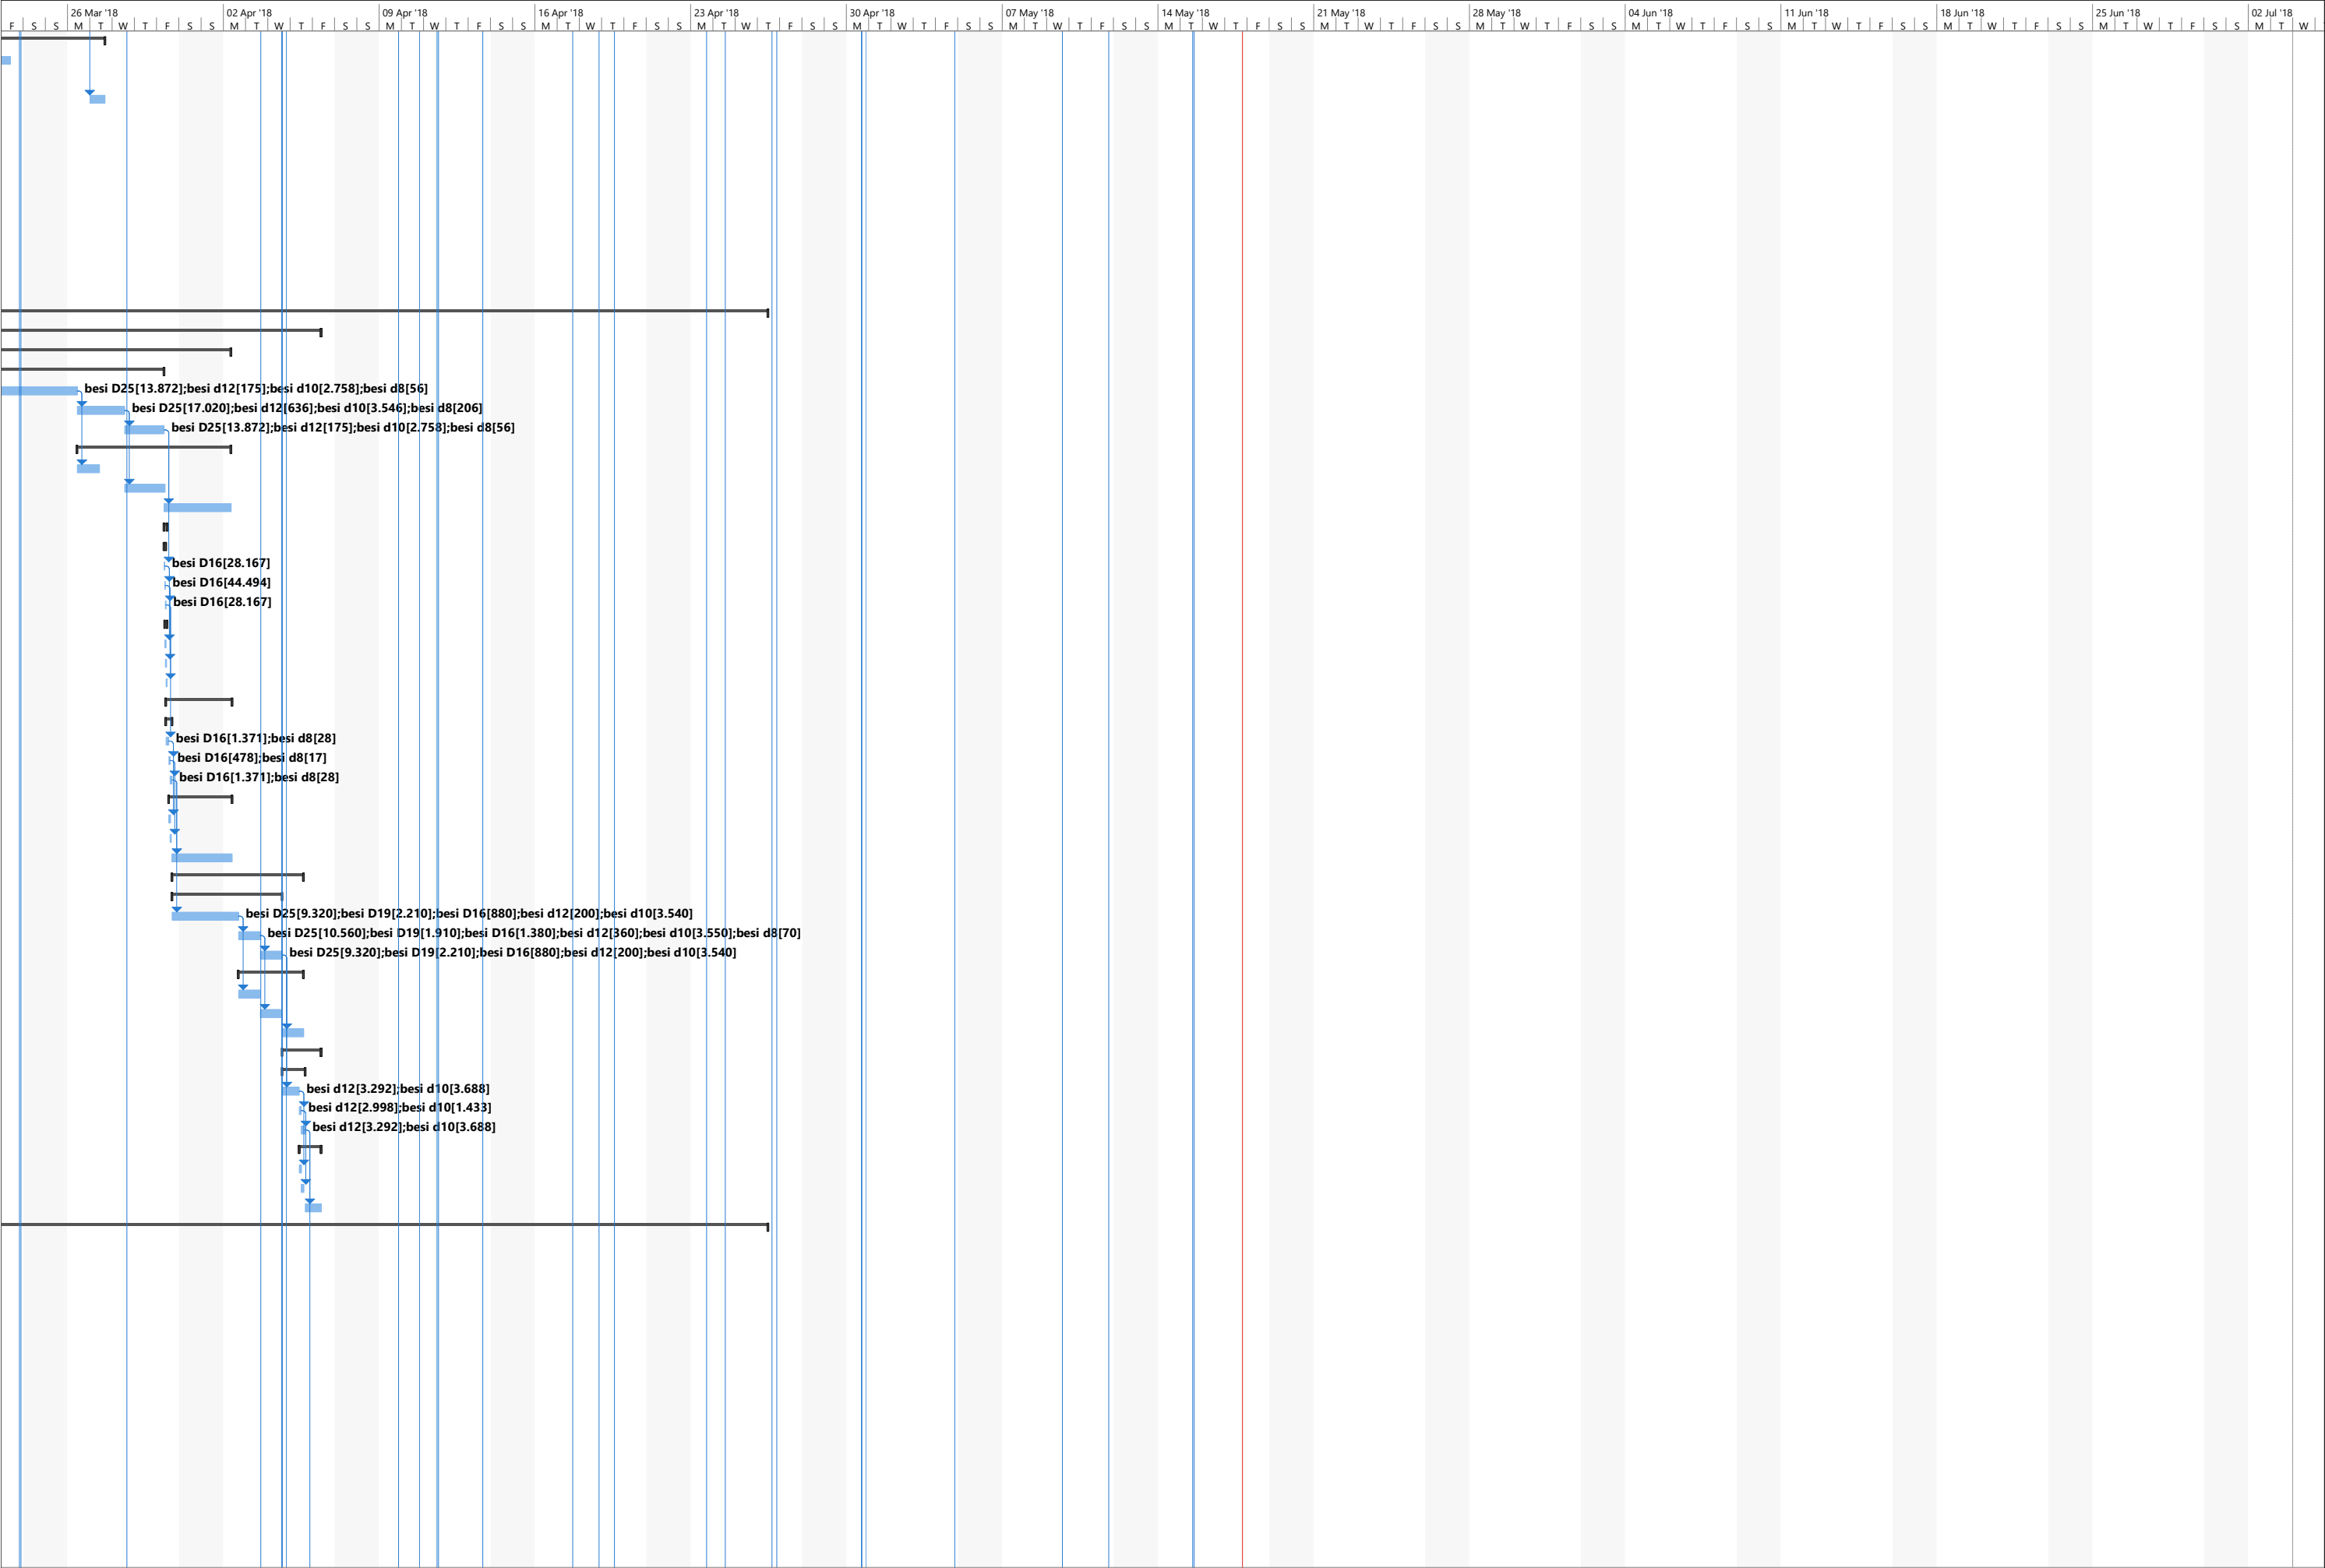 26 Mar '18 02 Apr '18 09 Apr '18 16 Apr '18 23 Apr '18 30 Apr '18 07 May '18 14 May '18 21 May '18 28 May '18 04 Jun '18 11 Jun '18 18 Jun '18 25 Jun '18 02 Jul '18
F S S M T W T F S S M T W T F S S M T W T F S S M T W T F S S M T W T F S S M T W T F S S M T W T F S S M T W T F S S M T W T F S S M T W T F S S M T W T F S S M T W T F S S M T W T F S S M T W T F S S M T W
besi D25[13.872];besi d12[175];besi d10[2.758];besi d8[56]
besi D25[17.020];besi d12[636];besi d10[3.546];besi d8[206]
besi D25[13.872];besi d12[175];besi d10[2.758];besi d8[56]
besi D16[28.167]
besi D16[44.494]
besi D16[28.167]
besi D16[1.371];besi d8[28]
besi D16[478];besi d8[17]
besi D16[1.371];besi d8[28]
besi D25[9.320];besi D19[2.210];besi D16[880];besi d12[200];besi d10[3.540]
besi D25[10.560];besi D19[1.910];besi D16[1.380];besi d12[360];besi d10[3.550];besi d8[70]
besi D25[9.320];besi D19[2.210];besi D16[880];besi d12[200];besi d10[3.540]
besi d12[3.292];besi d10[3.688]
besi d12[2.998];besi d10[1.433]
besi d12[3.292];besi d10[3.688]